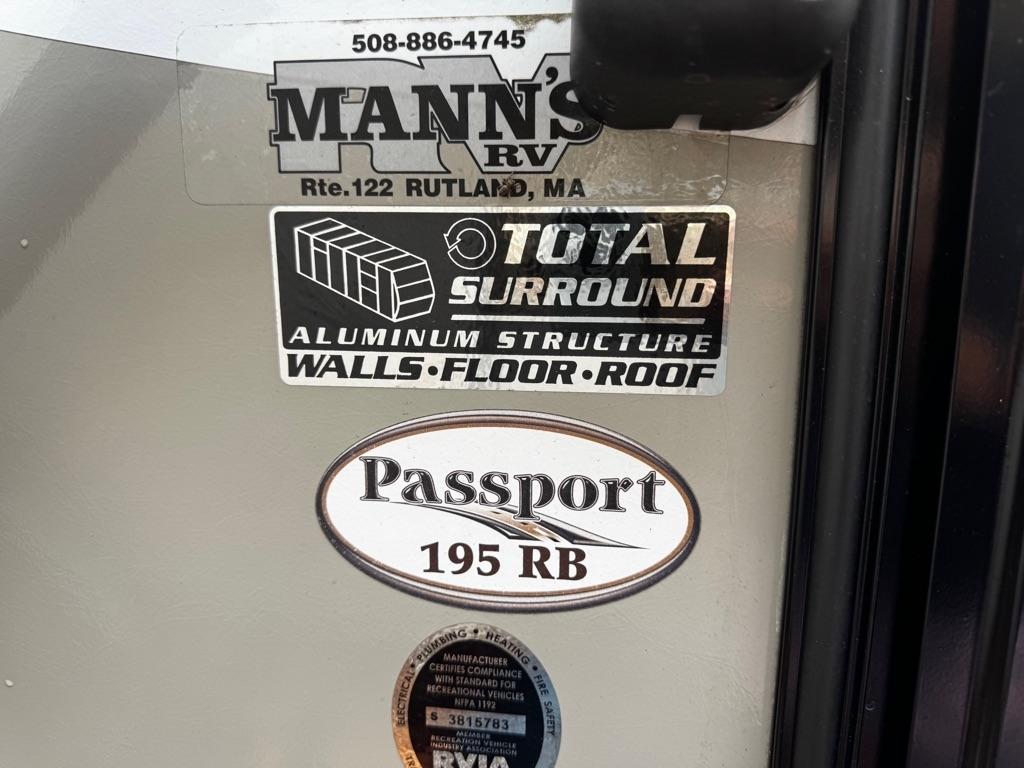 508-886-4745
MANN'S
RV
Rte.122 RUTLAND, MA
TOTAL
SURROUND
ALUMINUM STRUCTURE
WALLS•FLOOR•ROOF
Passport
195 RB
ELECTRICAL • PLUMBING • HEATING • FIRE SAFETY
MANUFACTURER
CERTIFIES COMPLIANCE
WITH STANDARD FOR
RECREATIONAL VEHICLES
NFPA 1192
S 3815783
MEMBER
RECREATION VEHICLE
INDUSTRY ASSOCIATION
RVIA